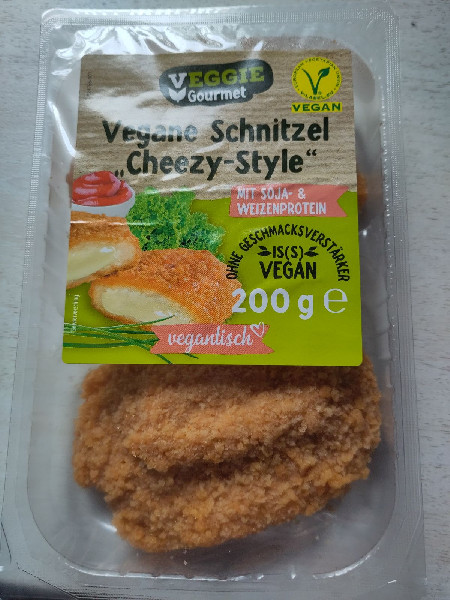 VEGGIE
Gourmet
VEGAN
Vegane Schnitzel
„Cheezy-Style“
MIT SOJA- &
WEIZENPROTEIN
OHNE GESCHMACKSVERSTÄRKER
IS(S)
VEGAN
200 g e
vegantisch